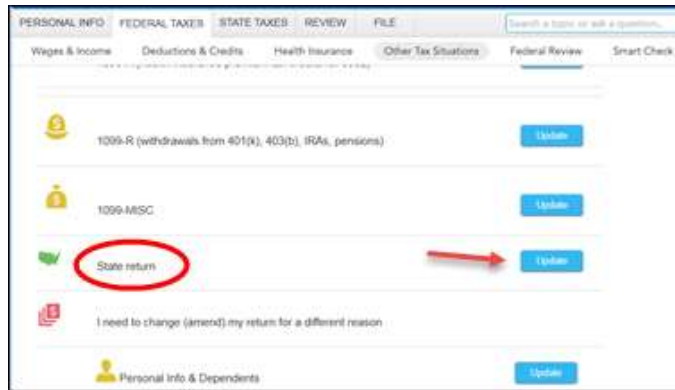 PERSONAL INFO FEDERAL TAXES STATE TAXES REVIEW FILE Search a topic or ask a question.
Wages & Income Deductions & Credits Health Insurance Other Tax Situations Federal Review Smart Check
1099-R (withdrawals from 401(k), 403(b), IRAs, pensions) Update
1099-MISC Update
State return Update
I need to change (amend) my return for a different reason
Personal Info & Dependents Update